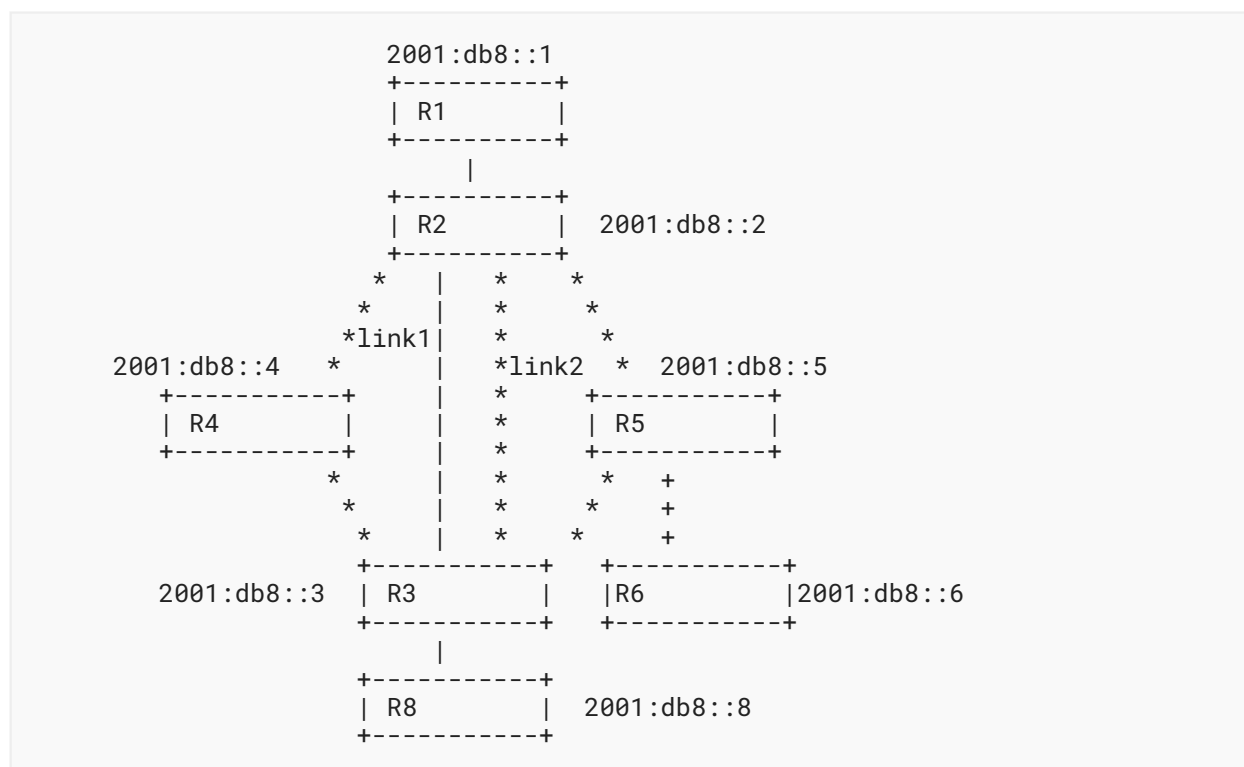 2001:db8::1
+----------+
| R1       |
+----------+
|
+----------+
| R2       |  2001:db8::2
+----------+
*   |   *    *
*    |   *     *
*link1|   *      *
2001:db8::4   *      |   *link2  *  2001:db8::5
+-----------+     |   *     +-----------+
| R4        |     |   *     | R5        |
+-----------+     |   *     +-----------+
*      |   *      *   +
*     |   *     *    +
*    |   *    *     +
+-----------+   +-----------+
2001:db8::3  | R3        |   |R6         |2001:db8::6
+-----------+   +-----------+
|
+-----------+
| R8        |  2001:db8::8
+-----------+